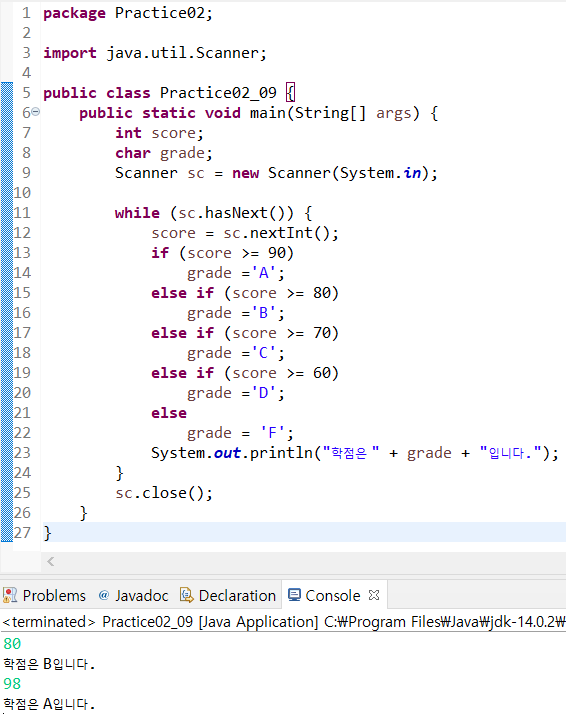 1 package Practice02;
2
3 import java.util.Scanner;
4
5 public class Practice02_09 {
6 public static void main(String[] args) {
7 int score;
8 char grade;
9 Scanner sc = new Scanner(System.in);
10
11 while (sc.hasNext()) {
12 score = sc.nextInt();
13 if (score >= 90)
14 grade ='A';
15 else if (score >= 80)
16 grade ='B';
17 else if (score >= 70)
18 grade ='C';
19 else if (score >= 60)
20 grade ='D';
21 else
22 grade = 'F';
23 System.out.println("학점은 " + grade + "입니다.");
24 }
25 sc.close();
26 }
27 }
Problems @ Javadoc Declaration Console
<terminated> Practice02_09 [Java Application] C:₩Program Files₩Java₩jdk-14.0.2₩
80
학점은 B입니다.
98
학점은 A입니다.